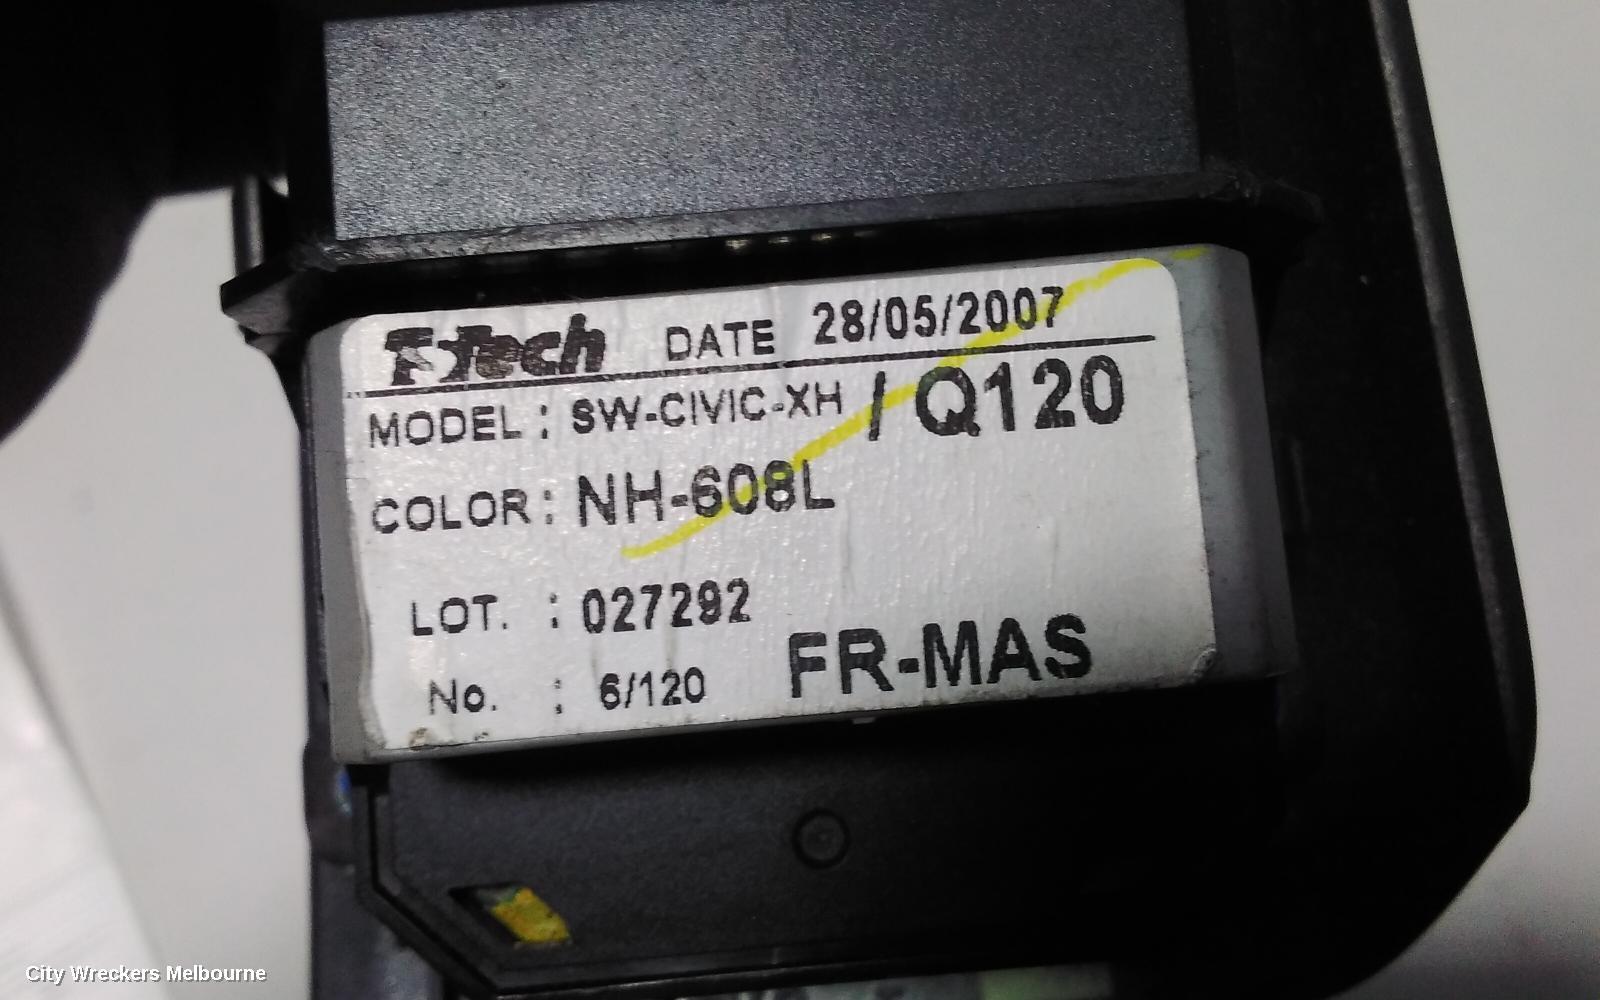 F.Tech DATE 28/05/2007
MODEL : SW-CIVIC-XH / Q120
COLOR : NH-608L
LOT. : 027292
No. : 6/120 FR-MAS
City Wreckers Melbourne